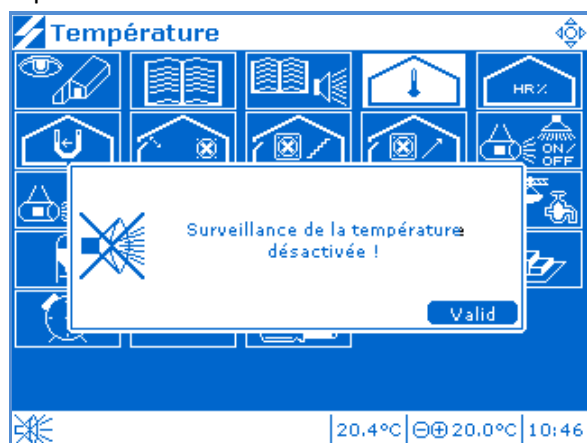 Température
HR%
ON/
OFF
Surveillance de la température
désactivée !
Valid
20.4°C ⊖⊕ 20.0°C 10:46